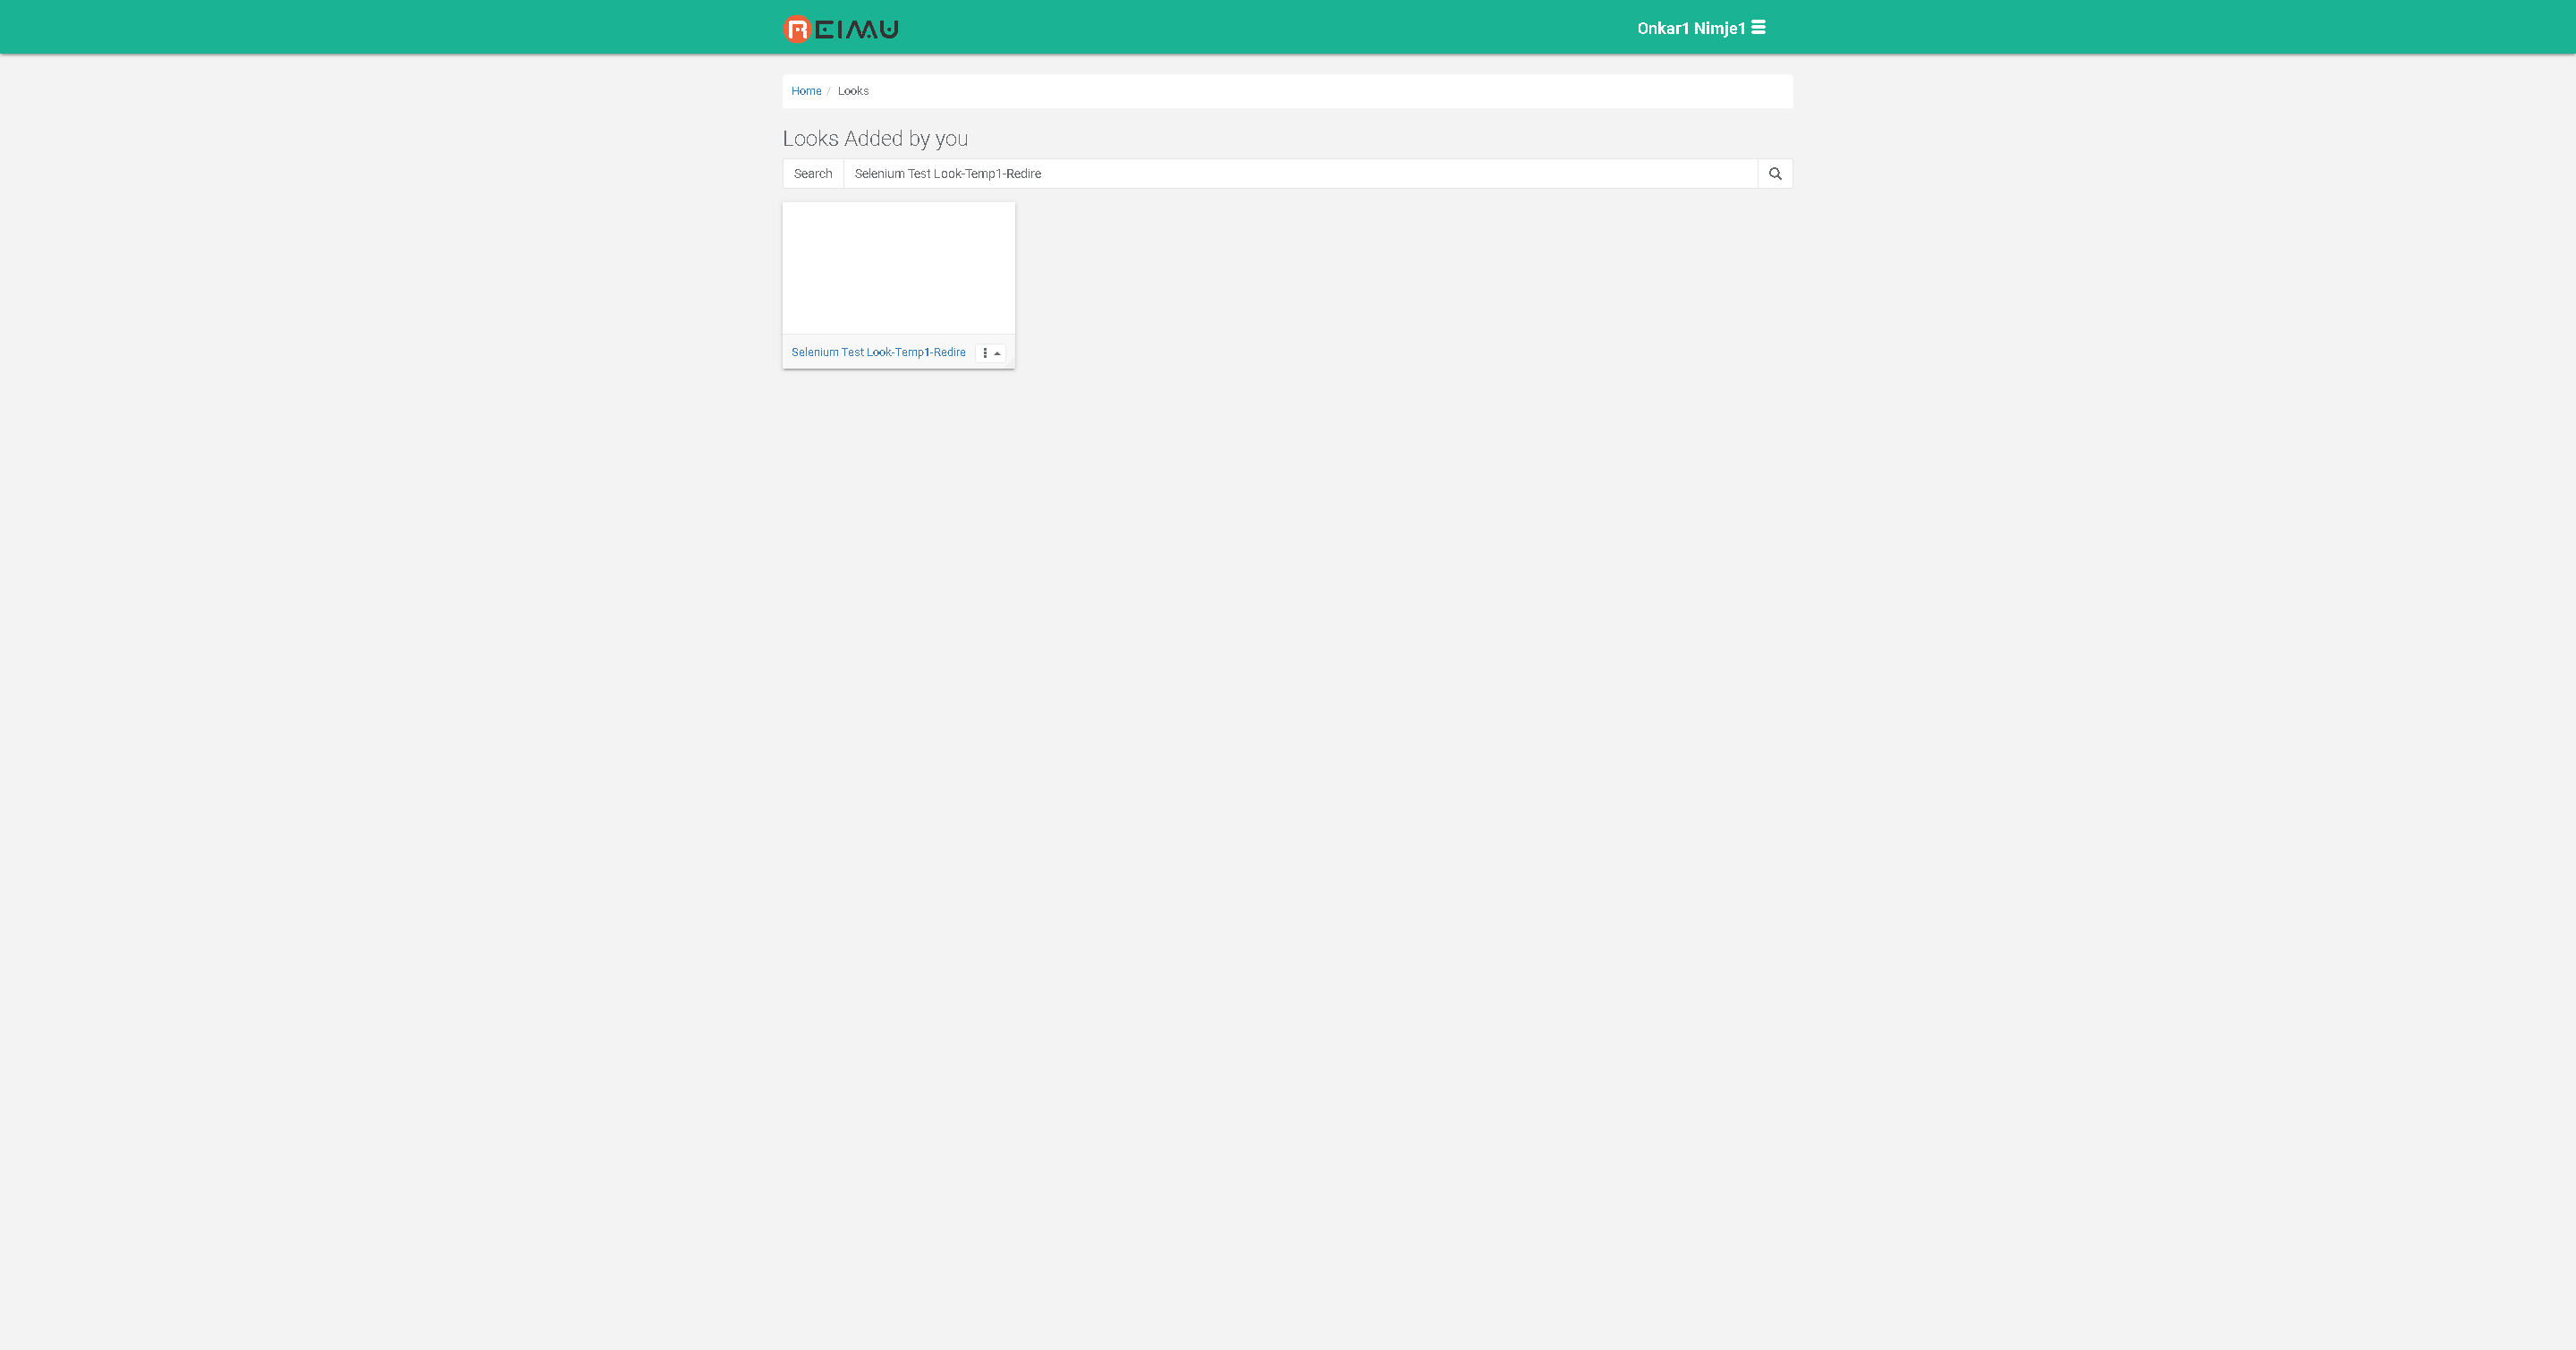 REIMU
Onkar1 Nimje1
Home / Looks
Looks Added by you
Search Selenium Test Look-Temp1-Redire
Selenium Test Look-Temp1-Redire